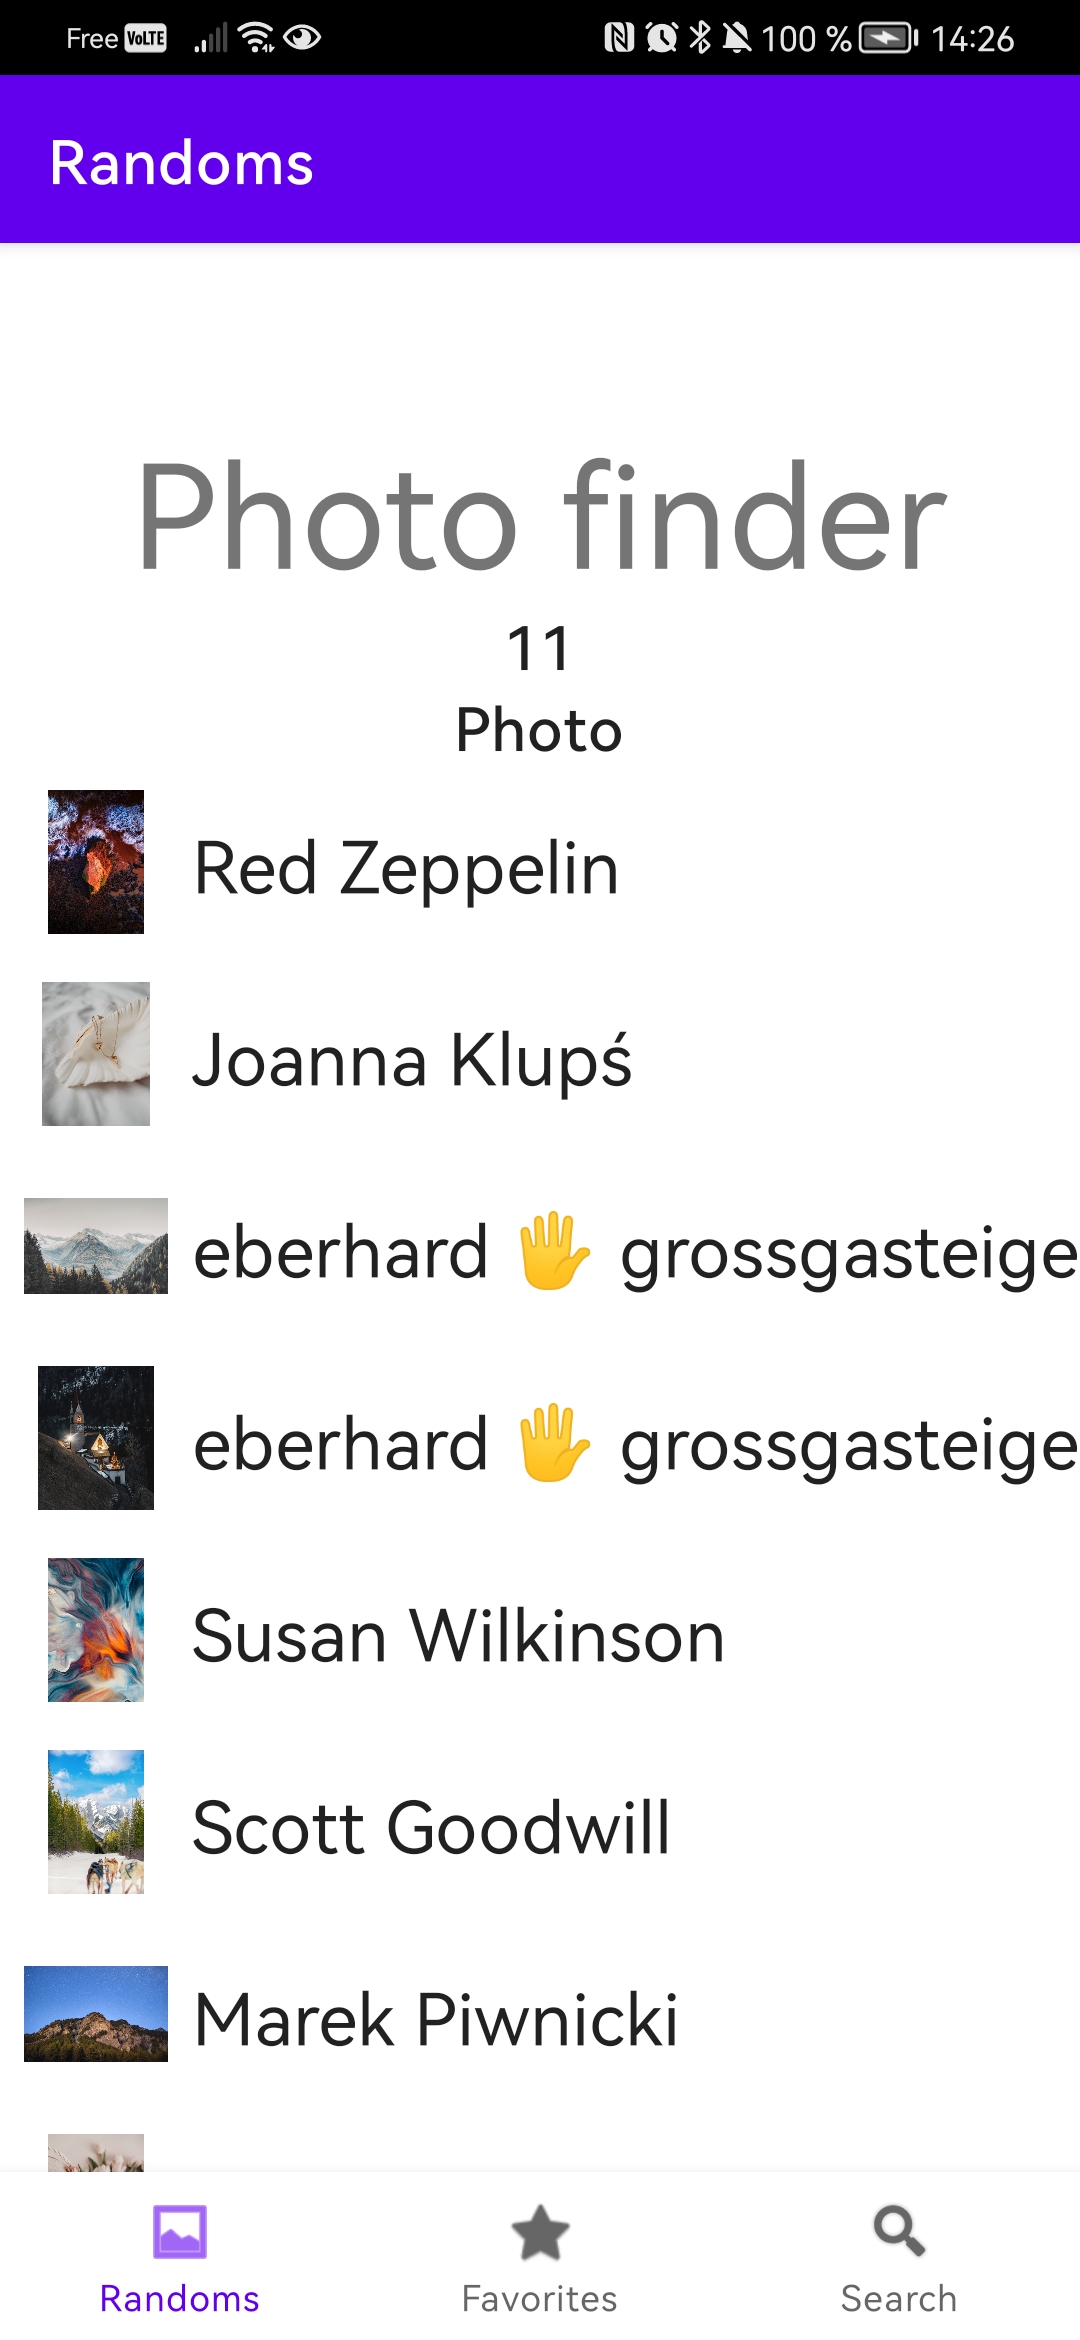 Free VoLTE 100 % 14:26
Randoms
Photo finder
11
Photo
Red Zeppelin
Joanna Klupś
eberhard 🖐 grossgasteige
eberhard 🖐 grossgasteige
Susan Wilkinson
Scott Goodwill
Marek Piwnicki
Randoms Favorites Search